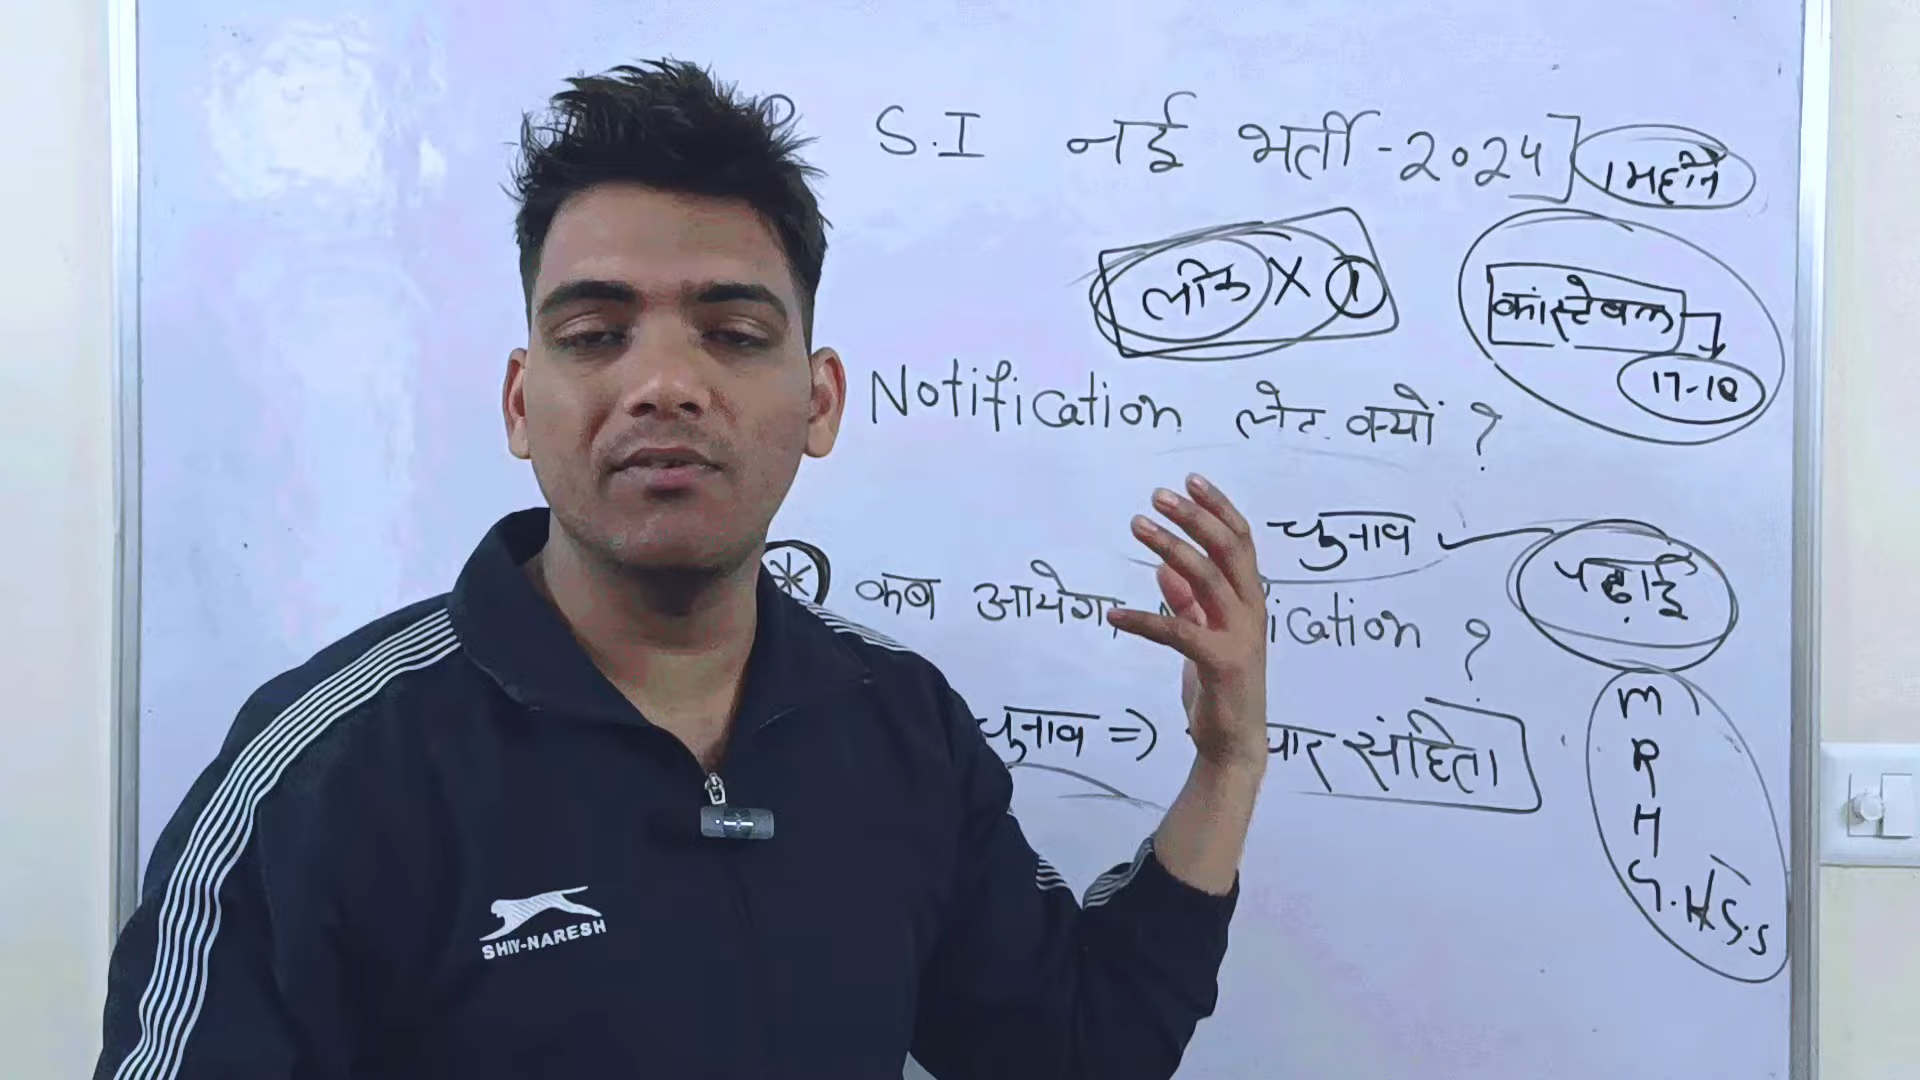 S.I नई भर्ती - 2024] 1 महीने
लीक X 1
कांस्टेबल
17-18
Notification लेट क्यों ?
चुनाव ✓ पढ़ाई
कब आयेगा ication ?
चुनाव => चार संहिता
M
R
H
G.K/S.S
SHIV-NARESH